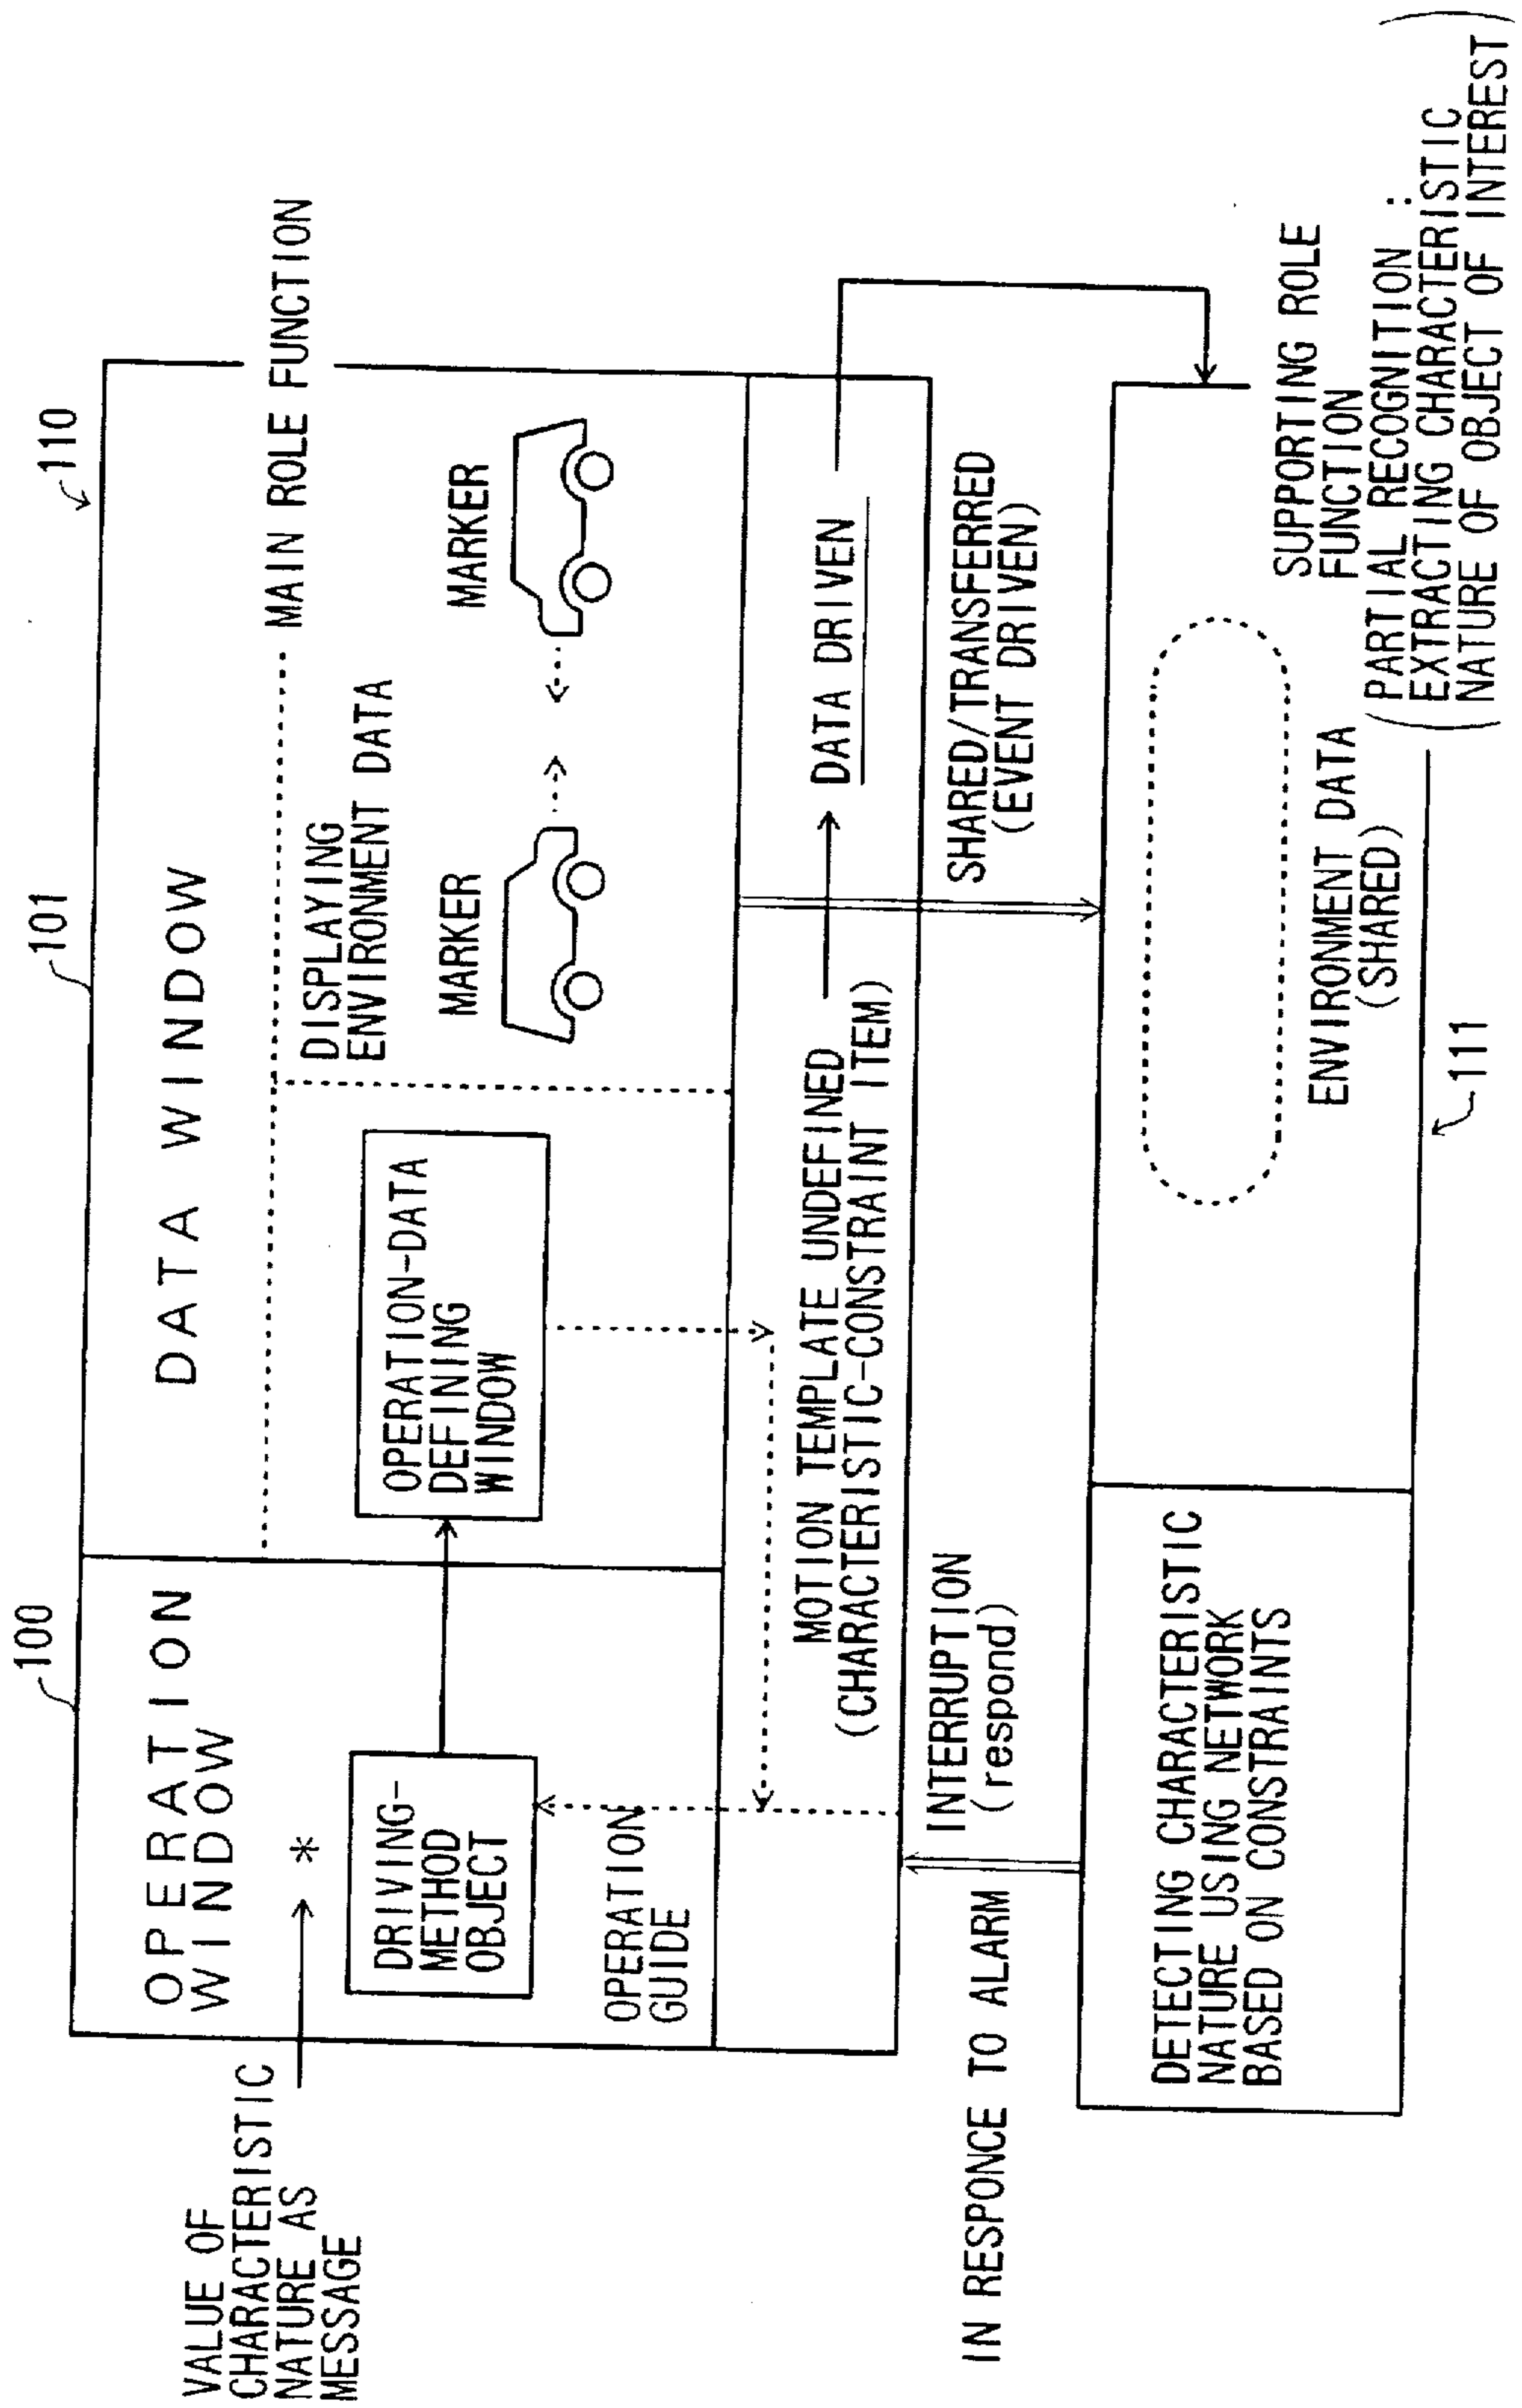 100
101
110
OPERATION
WINDOW
DATA WINDOW
MAIN ROLE FUNCTION
VALUE OF
CHARACTERISTIC
NATURE AS
MESSAGE
*
DRIVING-
METHOD
OBJECT
OPERATION-DATA
DEFINING
WINDOW
DISPLAYING
ENVIRONMENT DATA
MARKER
MARKER
OPERATION
GUIDE
MOTION TEMPLATE UNDEFINED
(CHARACTERISTIC-CONSTRAINT ITEM)
DATA DRIVEN
IN RESPONCE TO ALARM
INTERRUPTION
(respond)
SHARED/TRANSFERRED
(EVENT DRIVEN)
DETECTING CHARACTERISTIC
NATURE USING NETWORK
BASED ON CONSTRAINTS
ENVIRONMENT DATA
(SHARED)
SUPPORTING ROLE
FUNCTION
(PARTIAL RECOGNITION :
EXTRACTING CHARACTERISTIC
NATURE OF OBJECT OF INTEREST)
111